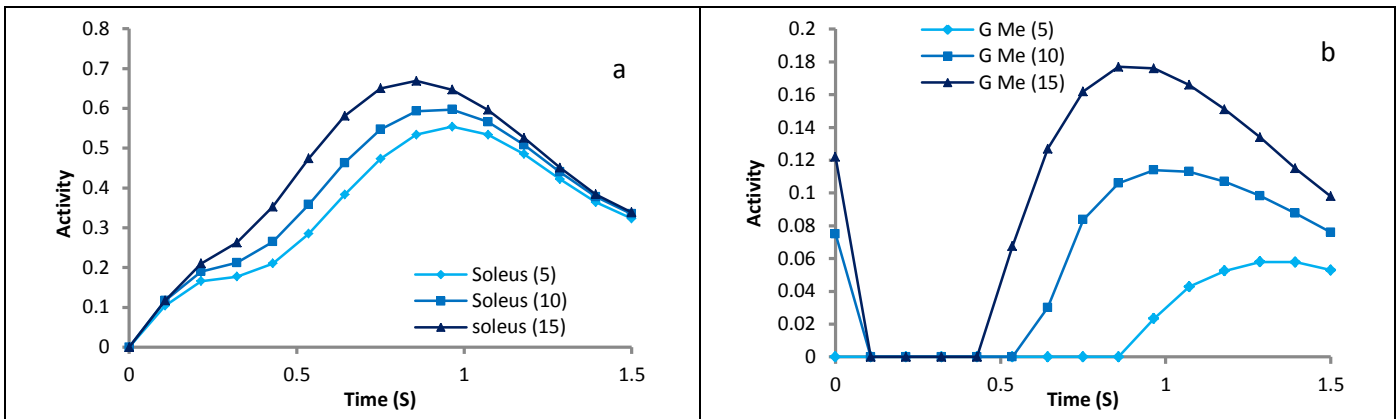 a
0.8
0.7
0.6
0.5
0.4
0.3
0.2
0.1
0
Activity
Soleus (5)
Soleus (10)
soleus (15)
0 0.5 1 1.5
Time (S)
b
0.2
0.18
0.16
0.14
0.12
0.1
0.08
0.06
0.04
0.02
0
Activity
G Me (5)
G Me (10)
G Me (15)
0 0.5 1 1.5
Time (S)